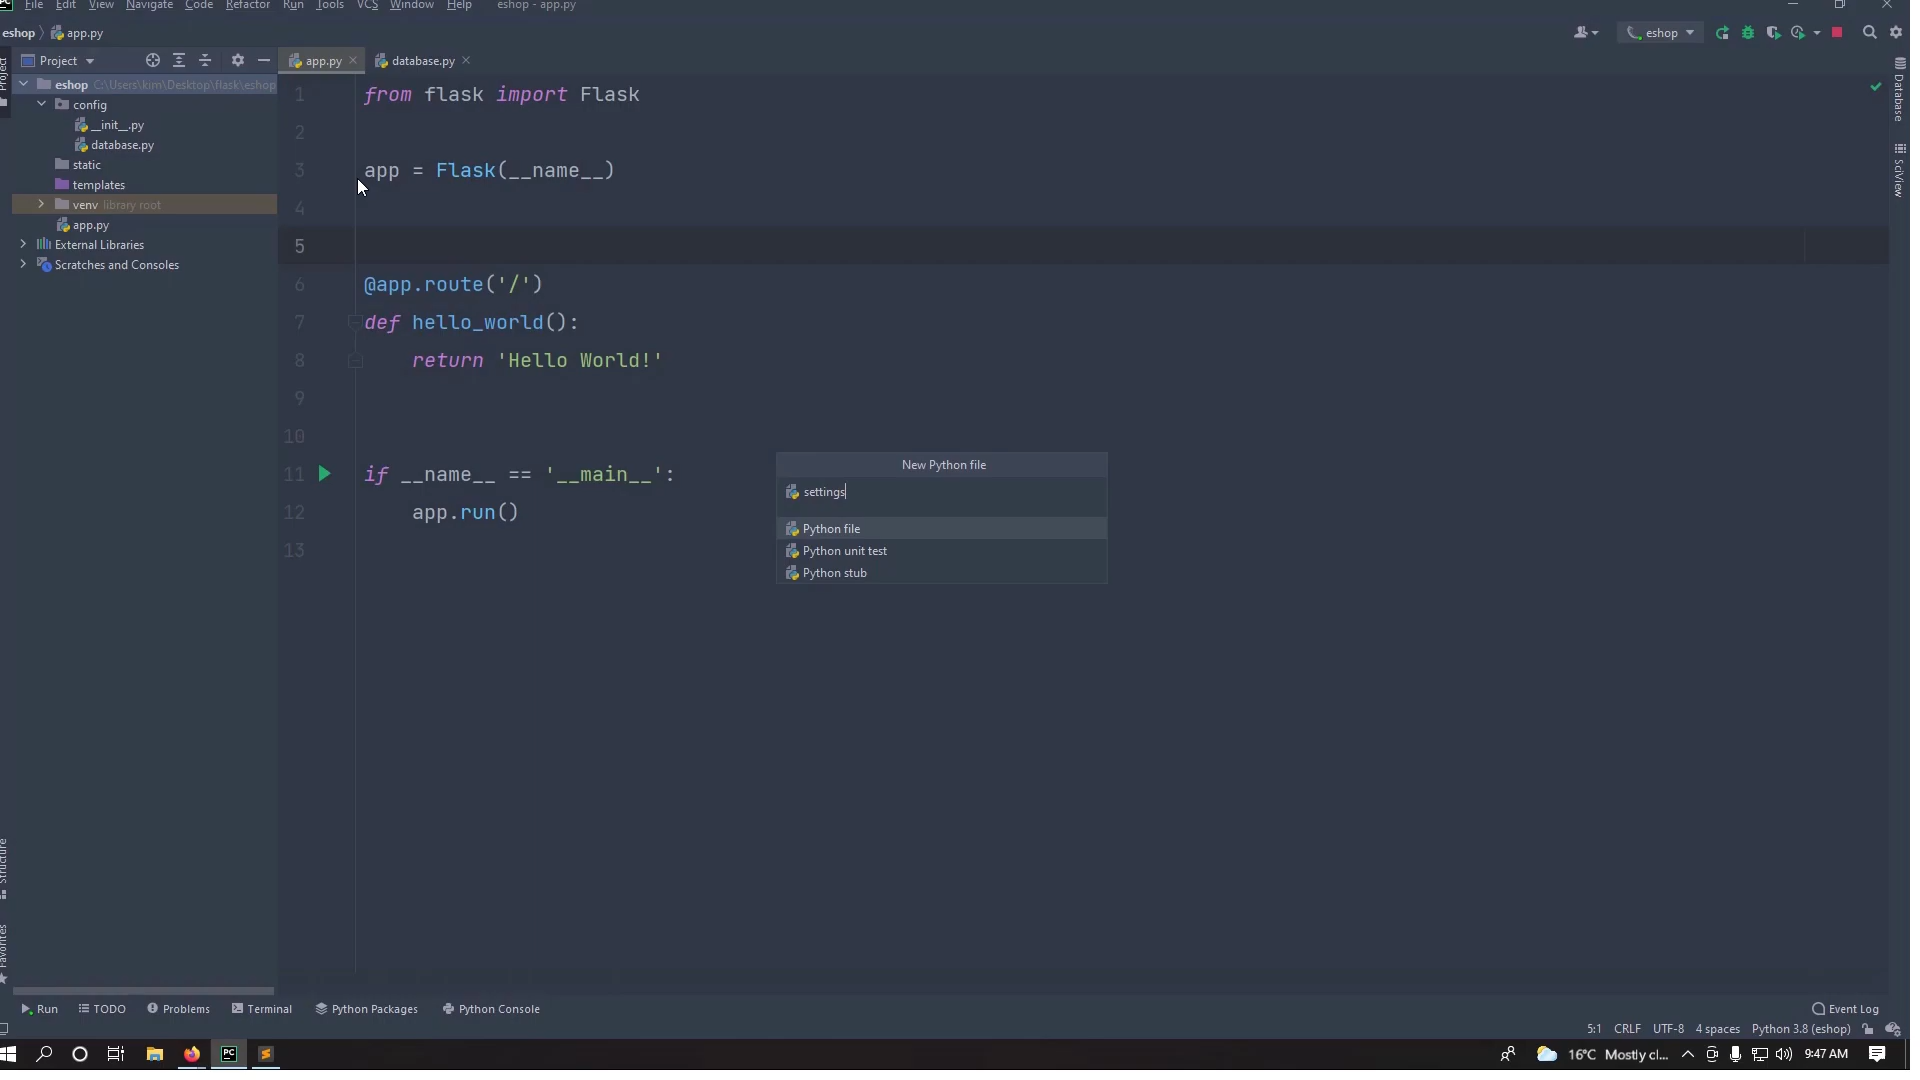 PC File Edit View Navigate Code Refactor Run Tools VCS Window Help eshop - app.py
eshop app.py
eshop
Project
Project
app.py
database.py
eshop C:\Users\kim\Desktop\flask\eshop
config
__init__.py
database.py
static
templates
venv library root
app.py
External Libraries
Scratches and Consoles
1 from flask import Flask
2
3 app = Flask(__name__)
4
5
6 @app.route('/')
7 def hello_world():
8 return 'Hello World!'
9
10
11 if __name__ == '__main__':
12 app.run()
13
New Python file
settings
Python file
Python unit test
Python stub
Database
SciView
Structure
Favorites
Run TODO Problems Terminal Python Packages Python Console Event Log
5:1 CRLF UTF-8 4 spaces Python 3.8 (eshop)
PC S 16°C Mostly cl... 9:47 AM